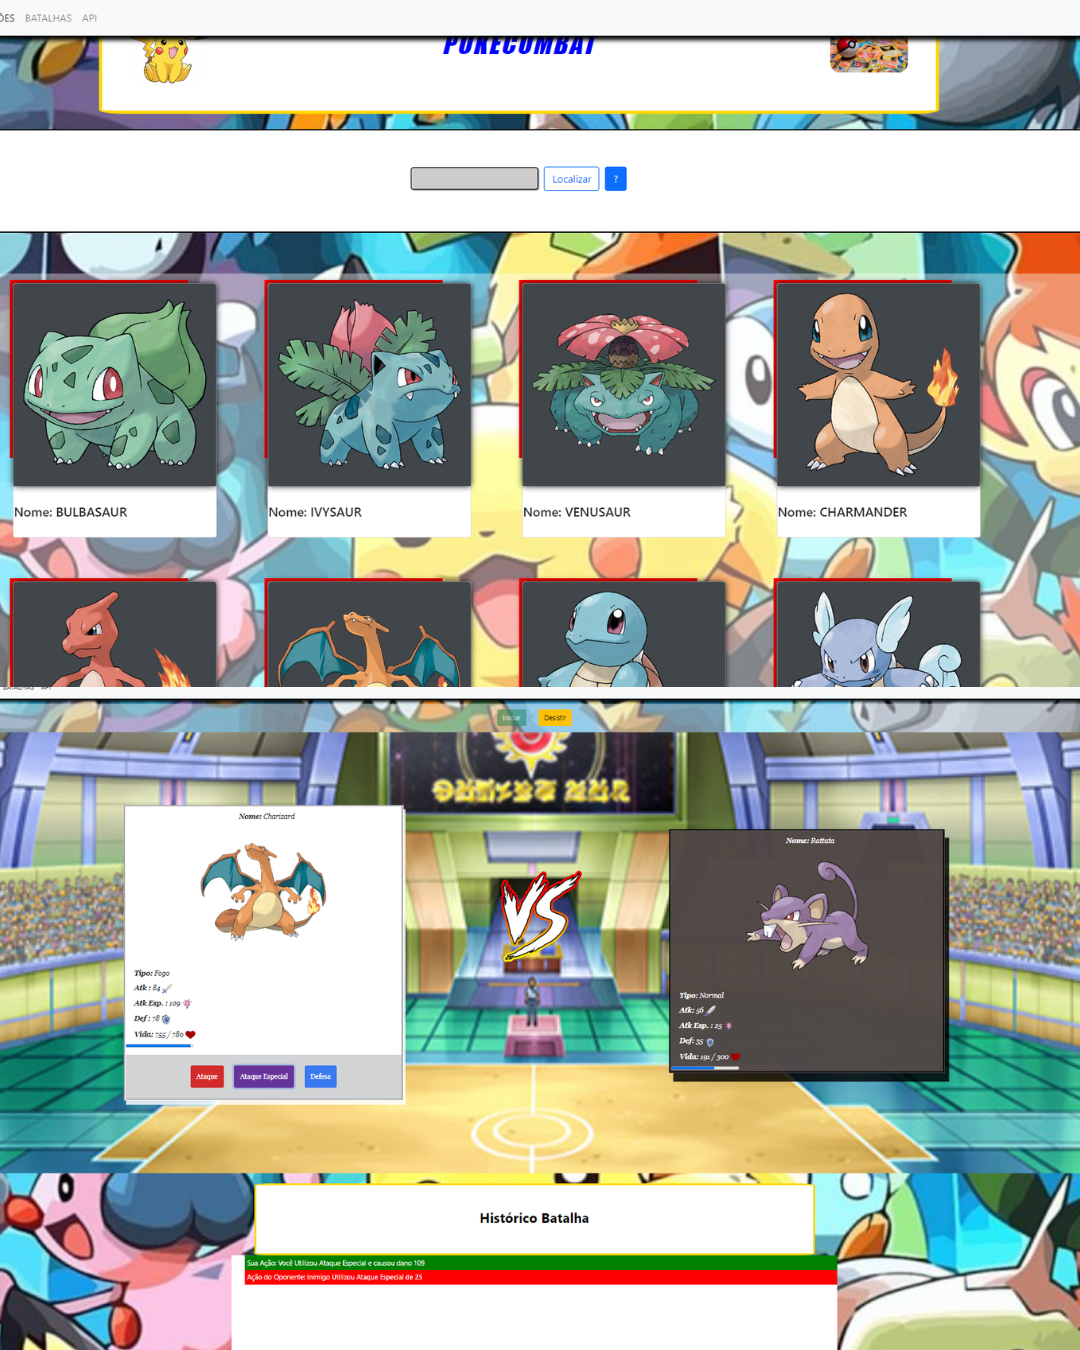 ÕES BATALHAS API
POKECOMBAT
Localizar ?
Nome: BULBASAUR
Nome: IVYSAUR
Nome: VENUSAUR
Nome: CHARMANDER
BATALHAS API
Iniciar Desistir
Nome: Charizard
Tipo: Fogo
Atk : 84
Atk Esp. : 109
Def : 78
Vida: 755 / 780
Ataque Ataque Especial Defesa
VS
Nome: Rattata
Tipo: Normal
Atk: 56
Atk Esp. : 25
Def: 35
Vida: 191 / 300
Histórico Batalha
Sua Ação: Você Utilizou Ataque Especial e causou dano 109
Ação do Oponente: Inimigo Utilizou Ataque Especial de 25